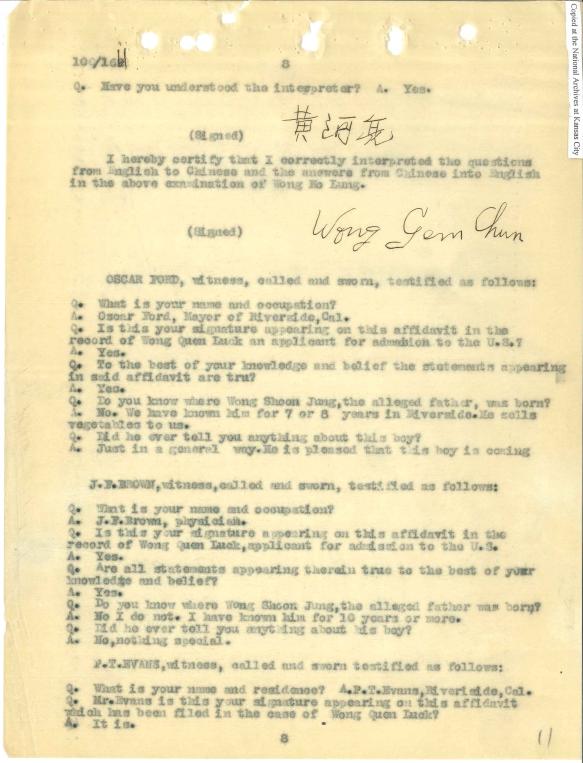 Copied at the National Archives at Kansas City
8
Q. Have you understood the interpreter? A. Yes.
(Signed) 黃炳亮
I hereby certify that I correctly interpreted the questions
from English to Chinese and the answers from Chinese into English
in the above examination of Wong Ho Lung.
(Signed) Wong Gem Chun
OSCAR FORD, witness, called and sworn, testified as follows:
Q. What is your name and occupation?
A. Oscar Ford, Mayor of Riverside,Cal.
Q. Is this your signature appearing on this affidavit in the
record of Wong Quen Luck an applicant for admission to the U.S.?
A. Yes.
Q. To the best of your knowledge and belief the statements appearing
in said affidavit are tru?
A. Yes.
Q. Do you know where Wong Sheon Jung,the alleged father, was born?
A. No. We have known him for 7 or 8 years in Riverside.He sells
vegetables to us.
Q. Did he ever tell you anything about this boy?
A. Just in a general way.He is pleased that this boy is coming
J.F.BROWN,witness,called and sworn, testified as follows:
Q. What is your name and occupation?
A. J.F.Brown, physician.
Q. Is this your signature appearing on this affidavit in the
record of Wong Quen Luck,applicant for admission to the U.S.
A. Yes.
Q. Are all statements appearing therein true to the best of your
knowledge and belief?
A. Yes.
Q. Do you know where Wong Sheon Jung,the alleged father was born?
A. No I do not. I have known him for 10 years or more.
Q. Did he ever tell you anything about his boy?
A. No,nothing special.
P.T.EVANS,witness, called and sworn testified as follows:
Q. What is your name and residence? A.P.T.Evans,Riverside,Cal.
Q. Mr.Evans is this your signature appearing on this affidavit
which has been filed in the case of Wong Quen Luck?
A. It is.
8
11